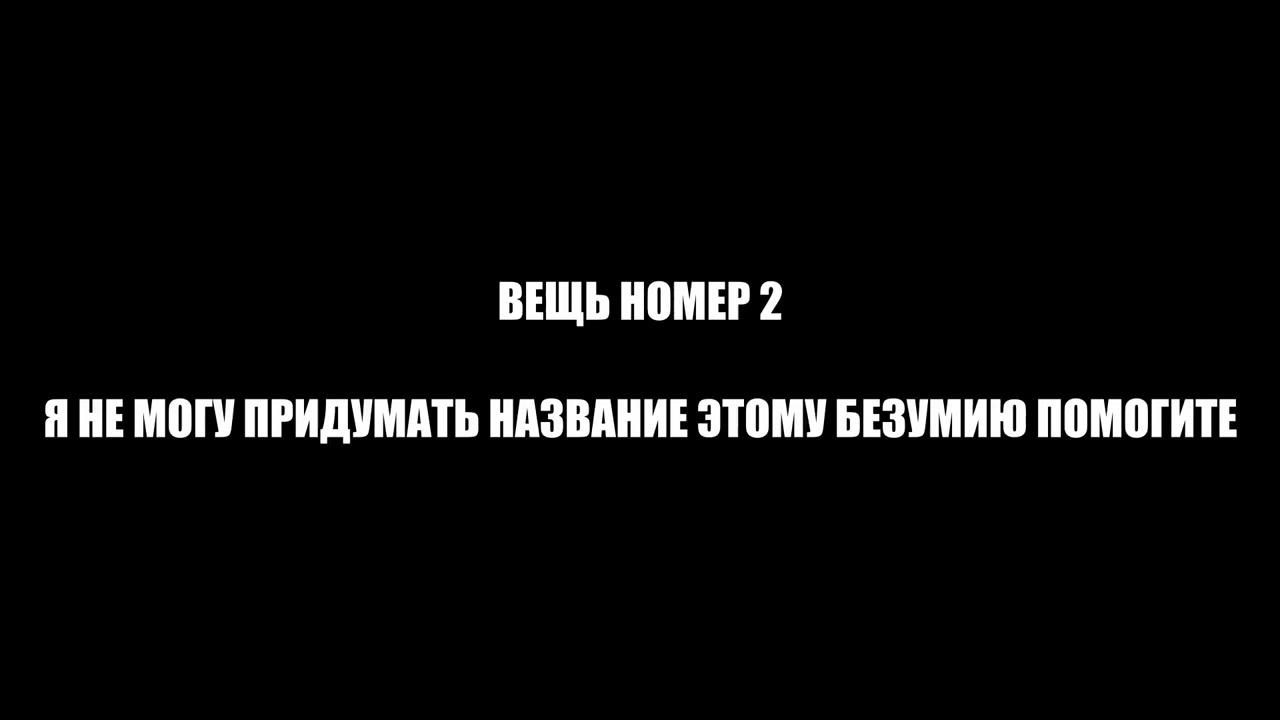 ВЕЩЬ НОМЕР 2
Я НЕ МОГУ ПРИДУМАТЬ НАЗВАНИЕ ЭТОМУ БЕЗУМИЮ ПОМОГИТЕ